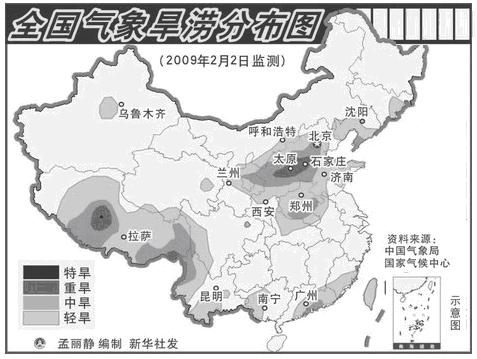 全国气象旱涝分布图
(2009年2月2日监测)
乌鲁木齐
沈阳
呼和浩特
北京
太原
石家庄
兰州
济南
西安
郑州
拉萨
昆明
南宁
广州
资料来源:
中国气象局
国家气候中心
特旱
重旱
中旱
轻旱
示意图
孟丽静 编制 新华社发